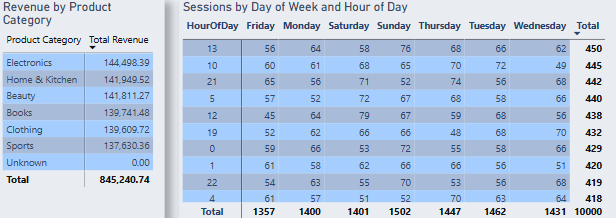 Revenue by Product
Category
Product Category Total Revenue
Electronics 144,498.39
Home & Kitchen 141,949.52
Beauty 141,811.27
Books 139,741.48
Clothing 139,609.72
Sports 137,630.36
Unknown 0.00
Total 845,240.74
Sessions by Day of Week and Hour of Day
HourOfDay Friday Monday Saturday Sunday Thursday Tuesday Wednesday Total
13 56 64 58 76 68 66 62 450
10 60 61 68 65 70 72 49 445
21 65 56 71 52 74 56 68 442
5 57 52 72 67 68 58 66 440
12 45 64 79 67 59 68 56 438
19 52 62 66 66 48 68 70 432
0 59 66 53 72 55 58 66 429
1 61 58 62 66 66 56 51 420
22 54 63 55 70 53 56 68 419
4 61 57 51 52 70 63 64 418
Total 1357 1400 1401 1502 1447 1462 1431 10000